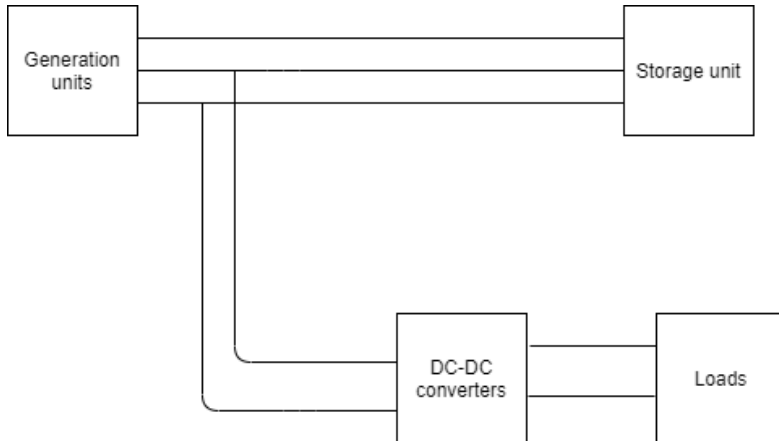 Generation
units
Storage unit
DC-DC
converters
Loads